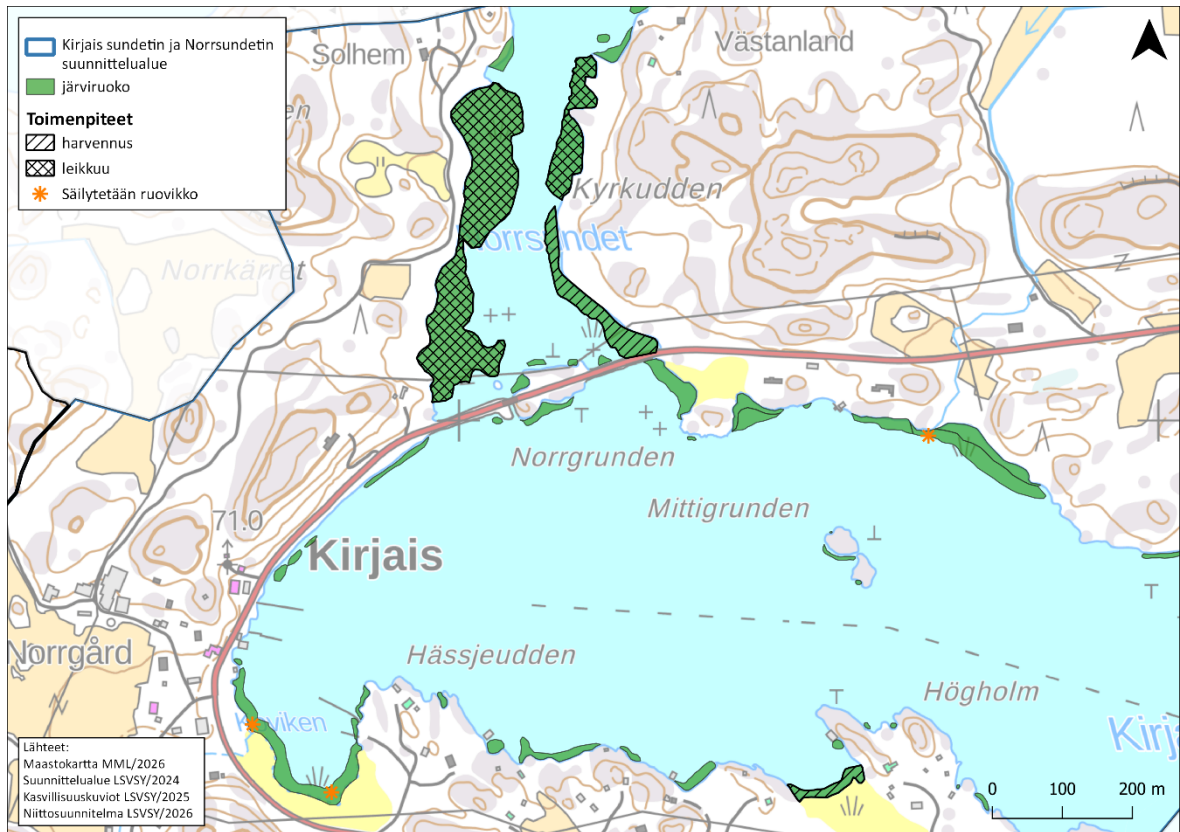 Kirjais sundetin ja Norrsundetin
suunnittelualue
järviruoko
Toimenpiteet
harvennus
leikkuu
Säilytetään ruovikko
Solhem
Västanland
Kyrkudden
Norrkärret
Norrgrunden
Mittigrunden
71.0
Kirjais
Norrgård
Hässjeudden
Högholm
Lähteet:
Maastokartta MML/2026
Suunnittelualue LSVSY/2024
Kasvillisuuskuviot LSVSY/2025
Niittosuunnitelma LSVSY/2026
0 100 200 m